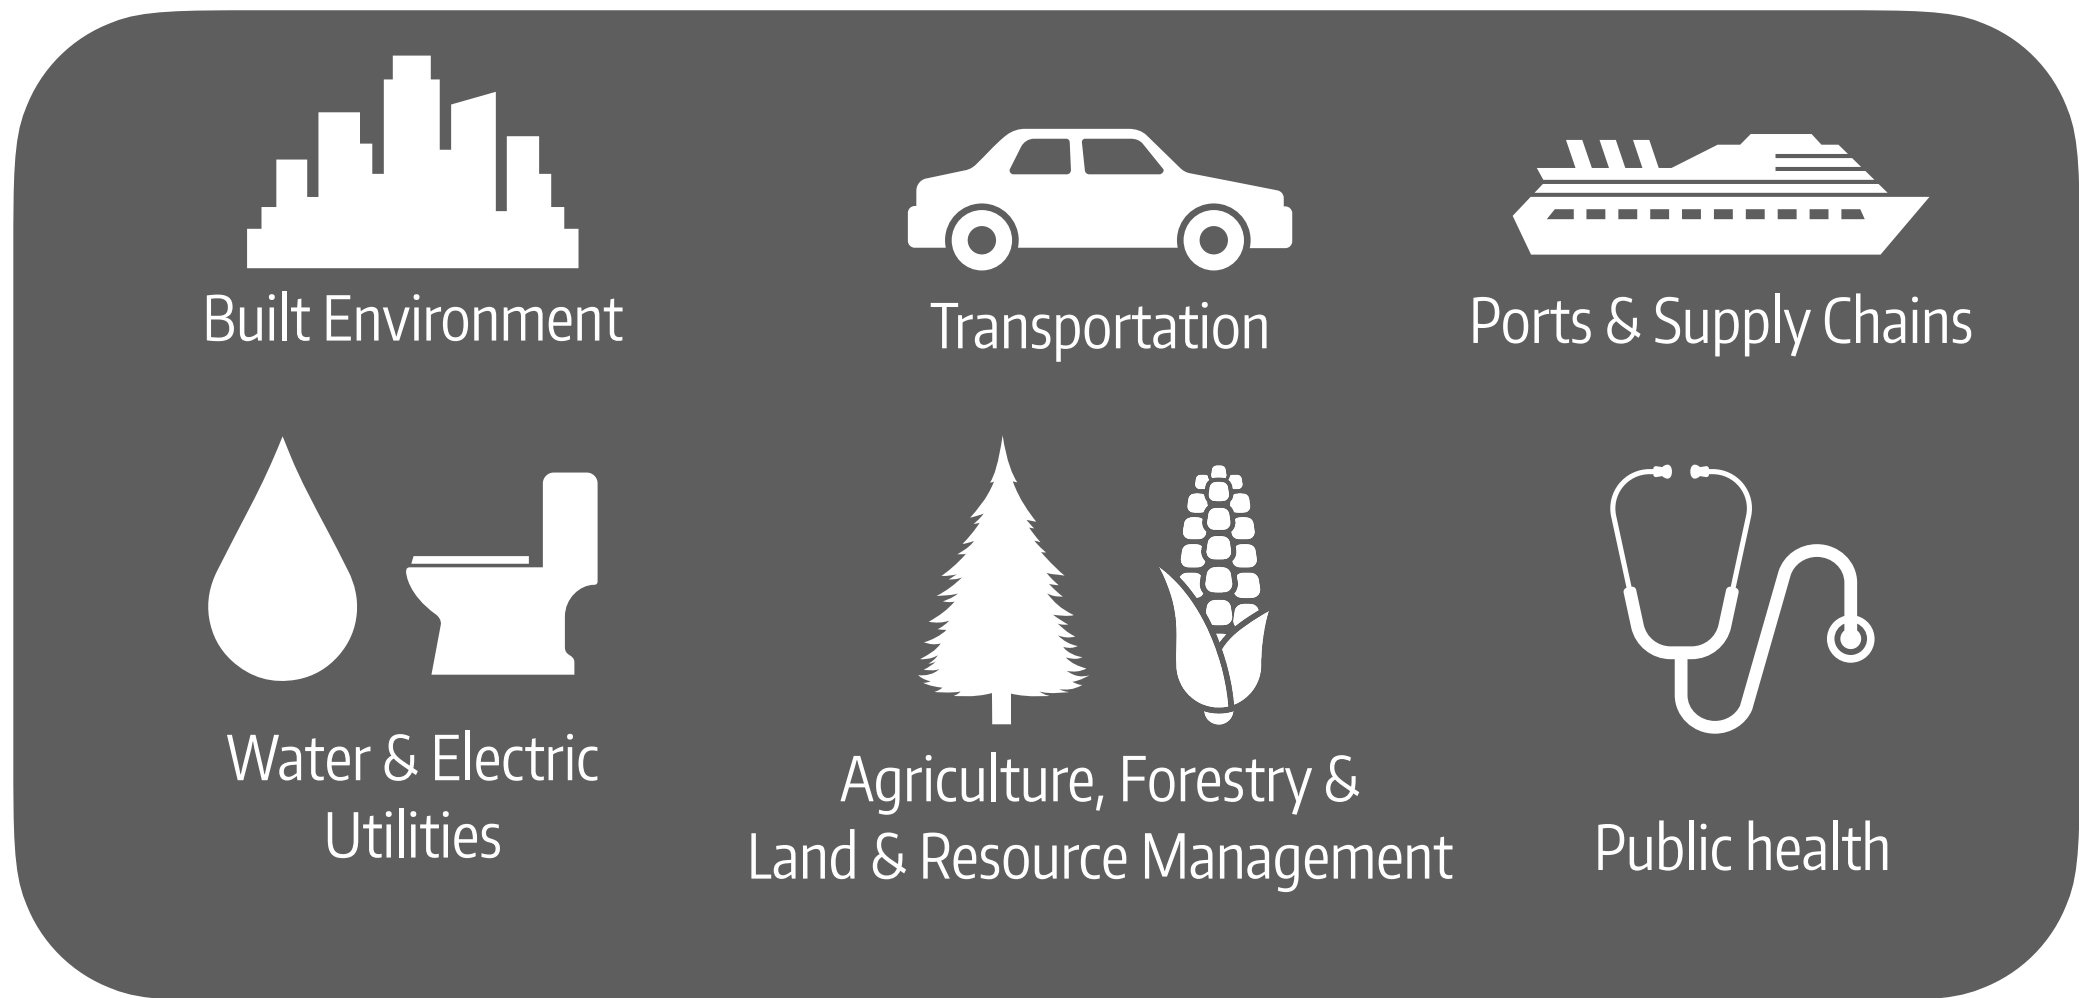 Built Environment
Transportation
Ports & Supply Chains
Water & Electric
Utilities
Agriculture, Forestry &
Land & Resource Management
Public health